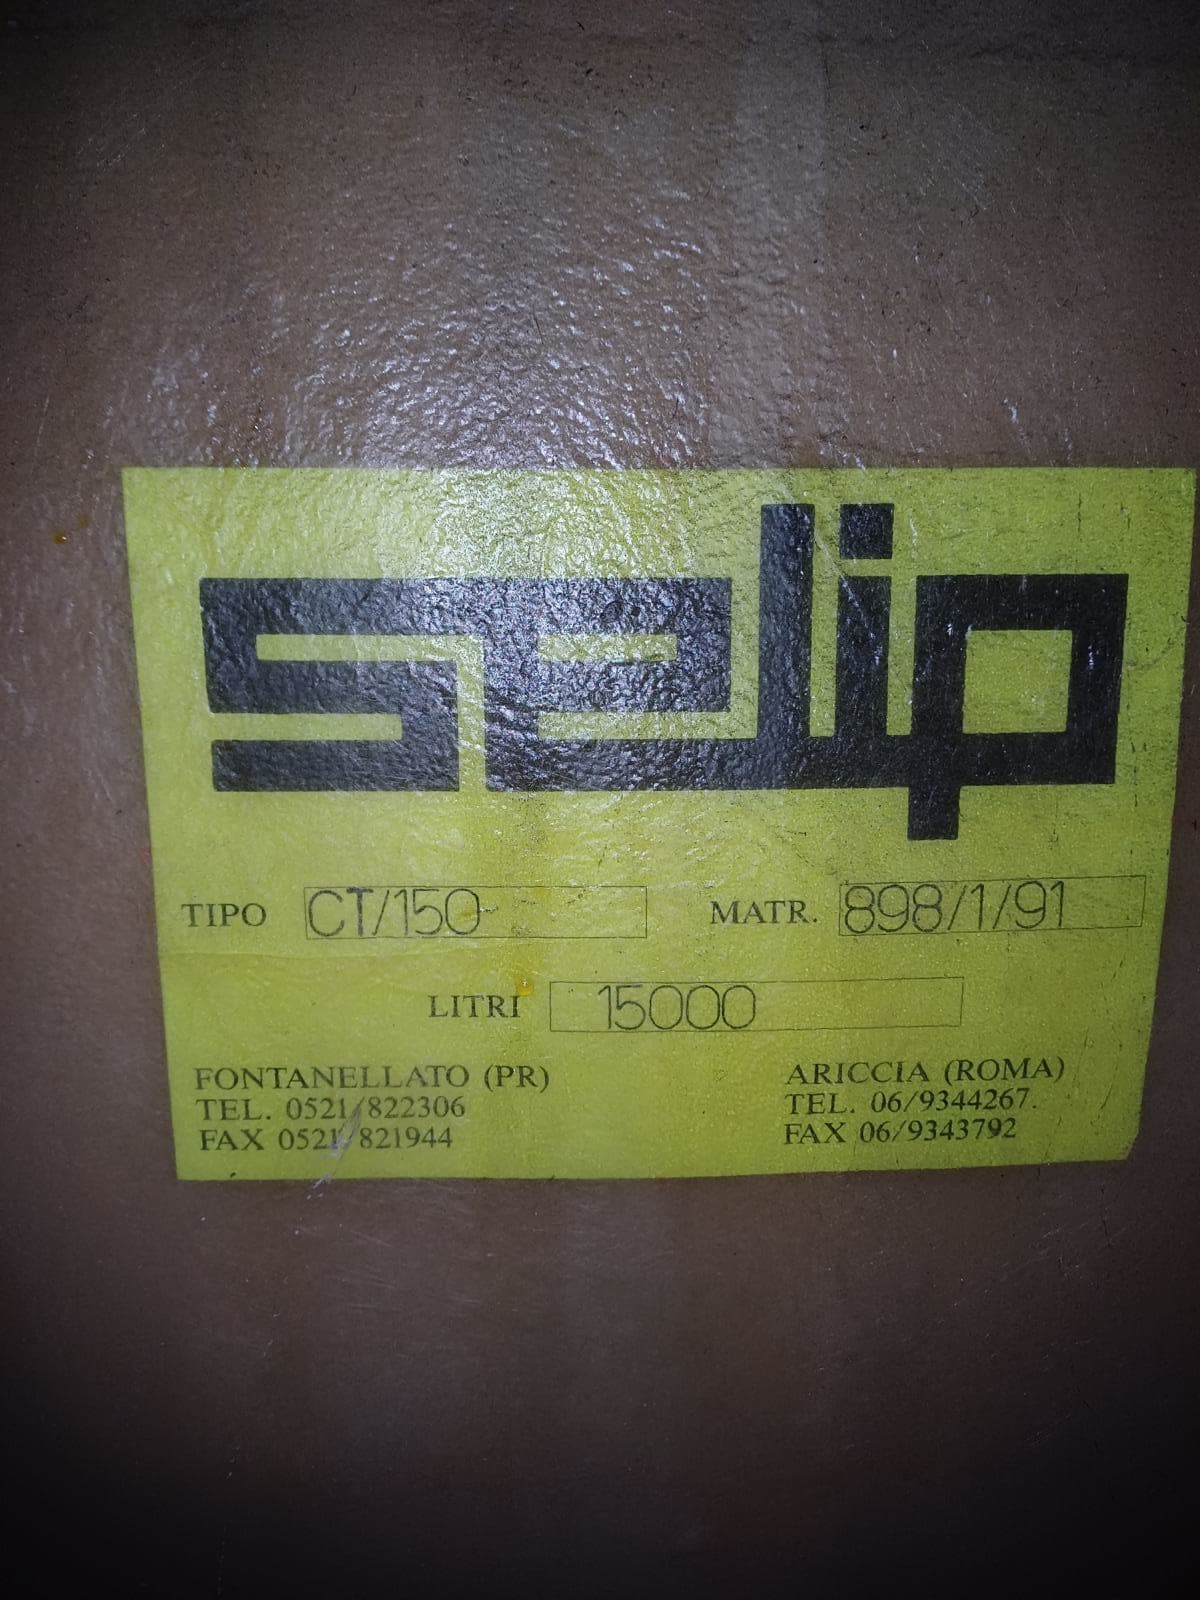 selip
TIPO CT/150 MATR. 898/1/91
LITRI 15000
FONTANELLATO (PR) ARICCIA (ROMA)
TEL. 0521/822306 TEL. 06/9344267.
FAX 0521/821944 FAX 06/9343792